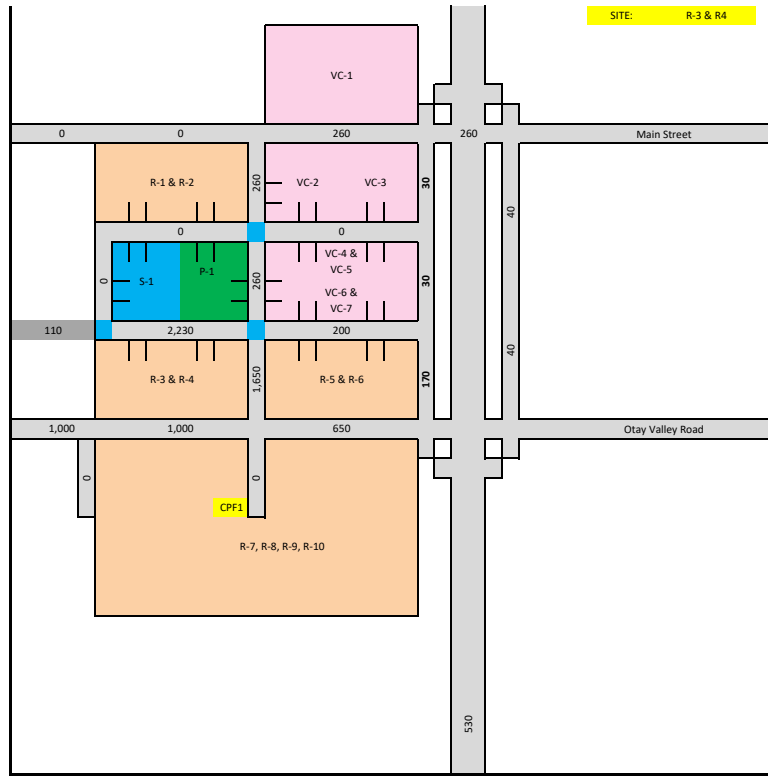 SITE: R-3 & R4
VC-1
0 0 260 260 Main Street
R-1 & R-2
260
VC-2 VC-3
30
40
0 0
S-1
P-1
0
260
VC-4 &
VC-5
VC-6 &
VC-7
30
110 2,230 200
40
R-3 & R-4
1,650
R-5 & R-6
170
1,000 1,000 650 Otay Valley Road
0
0
CPF1
R-7, R-8, R-9, R-10
530